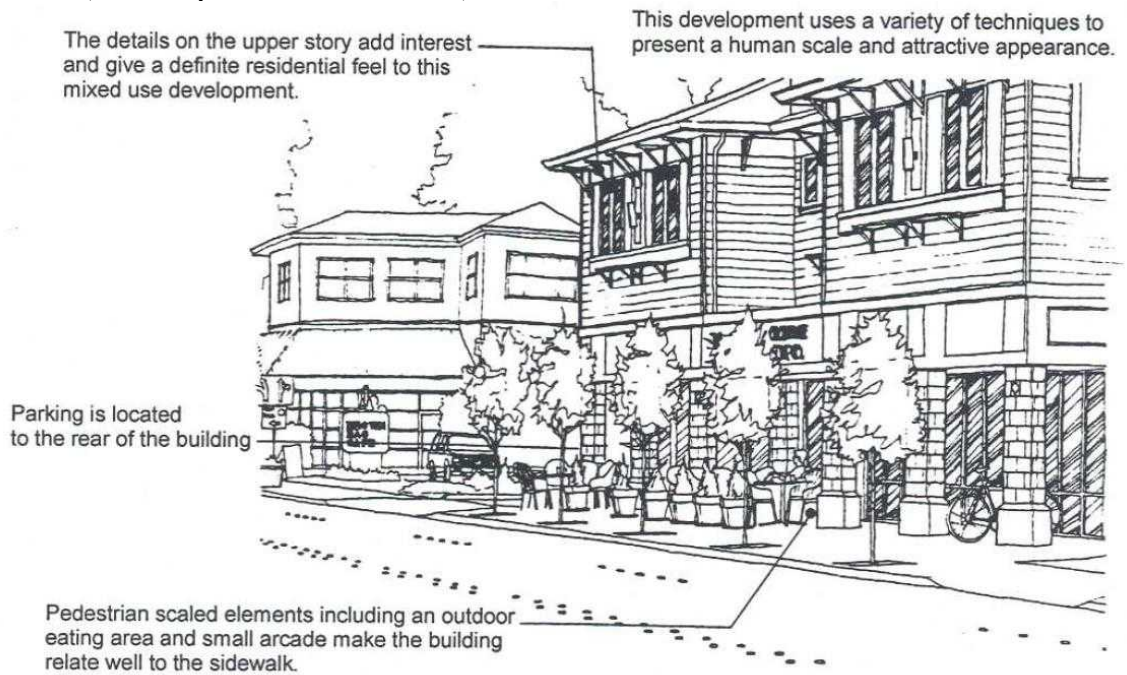 The details on the upper story add interest
and give a definite residential feel to this
mixed use development.
This development uses a variety of techniques to
present a human scale and attractive appearance.
Parking is located
to the rear of the building
Pedestrian scaled elements including an outdoor
eating area and small arcade make the building
relate well to the sidewalk.